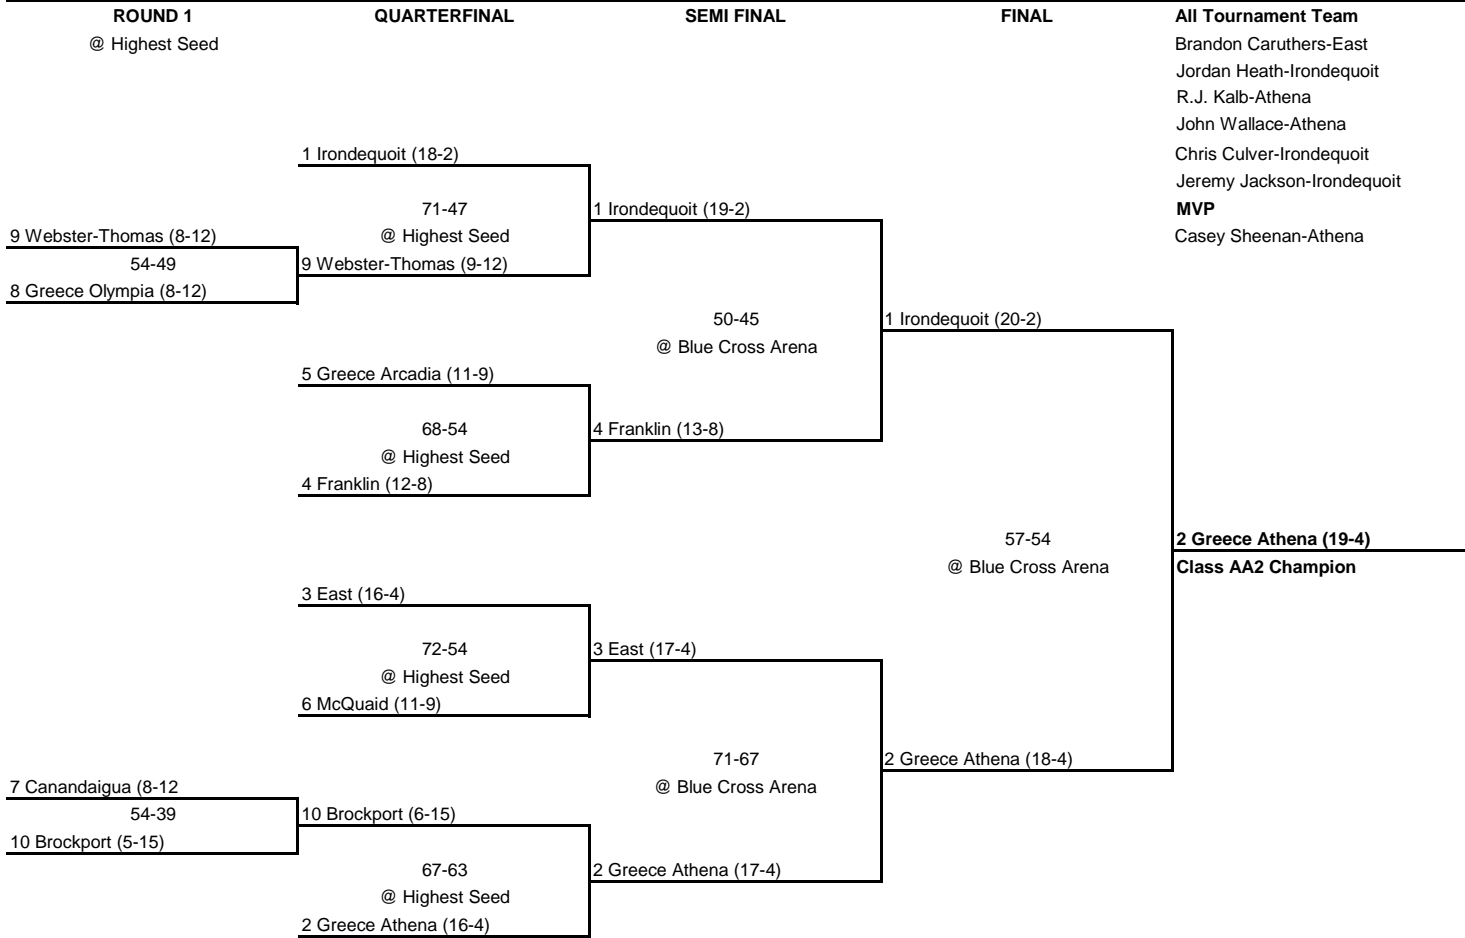 ROUND 1
QUARTERFINAL
SEMI FINAL
FINAL
All Tournament Team
@ Highest Seed
Brandon Caruthers-East
Jordan Heath-Irondequoit
R.J. Kalb-Athena
John Wallace-Athena
1 Irondequoit (18-2)
Chris Culver-Irondequoit
Jeremy Jackson-Irondequoit
71-47
1 Irondequoit (19-2)
MVP
9 Webster-Thomas (8-12)
@ Highest Seed
Casey Sheenan-Athena
54-49
9 Webster-Thomas (9-12)
8 Greece Olympia (8-12)
50-45
1 Irondequoit (20-2)
@ Blue Cross Arena
5 Greece Arcadia (11-9)
68-54
4 Franklin (13-8)
@ Highest Seed
4 Franklin (12-8)
57-54
2 Greece Athena (19-4)
@ Blue Cross Arena
Class AA2 Champion
3 East (16-4)
72-54
3 East (17-4)
@ Highest Seed
6 McQuaid (11-9)
71-67
2 Greece Athena (18-4)
7 Canandaigua (8-12
@ Blue Cross Arena
54-39
10 Brockport (6-15)
10 Brockport (5-15)
67-63
2 Greece Athena (17-4)
@ Highest Seed
2 Greece Athena (16-4)